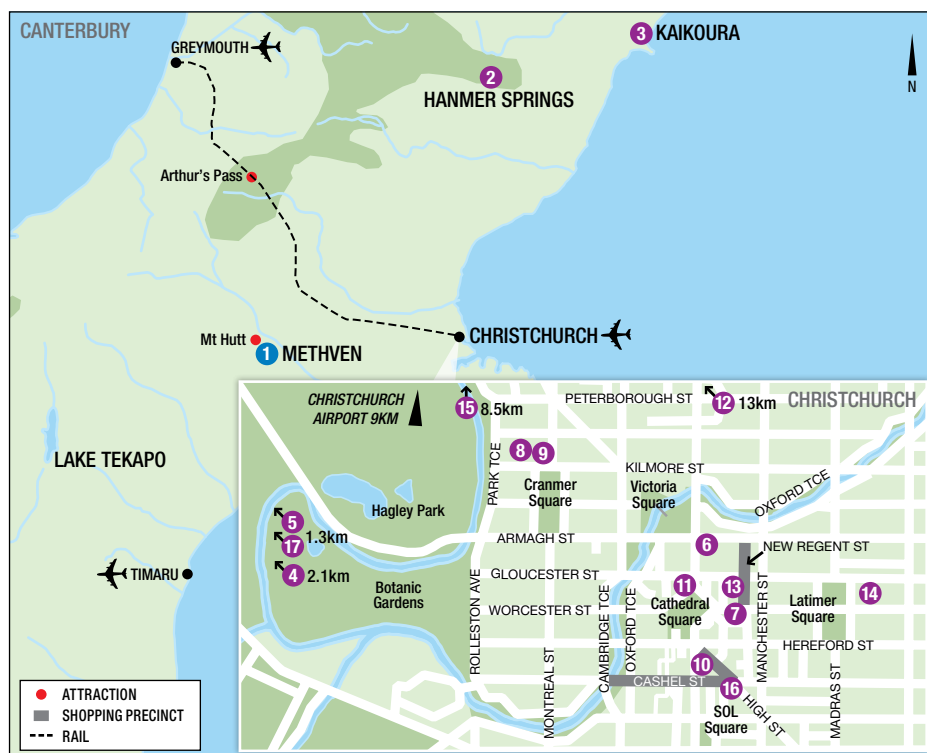 CANTERBURY
GREYMOUTH
3 KAIKOURA
2
HANMER SPRINGS
N
Arthur's Pass
Mt Hutt
1 METHVEN
CHRISTCHURCH
LAKE TEKAPO
TIMARU
CHRISTCHURCH
AIRPORT 9KM
15 8.5km
PETERBOROUGH ST
12 13km
CHRISTCHURCH
PARK TCE
8 9
Cranmer
Square
KILMORE ST
Victoria
Square
OXFORD TCE
Hagley Park
5
17 1.3km
4 2.1km
ARMAGH ST
6
NEW REGENT ST
Botanic
Gardens
GLOUCESTER ST
11
Cathedral
Square
13
7
WORCESTER ST
Latimer
Square
14
ROLLESTON AVE
MONTREAL ST
CAMBRIDGE TCE
OXFORD TCE
MANCHESTER ST
HEREFORD ST
MADRAS ST
10
CASHEL ST
16
HIGH ST
SOL
Square
ATTRACTION
SHOPPING PRECINCT
RAIL